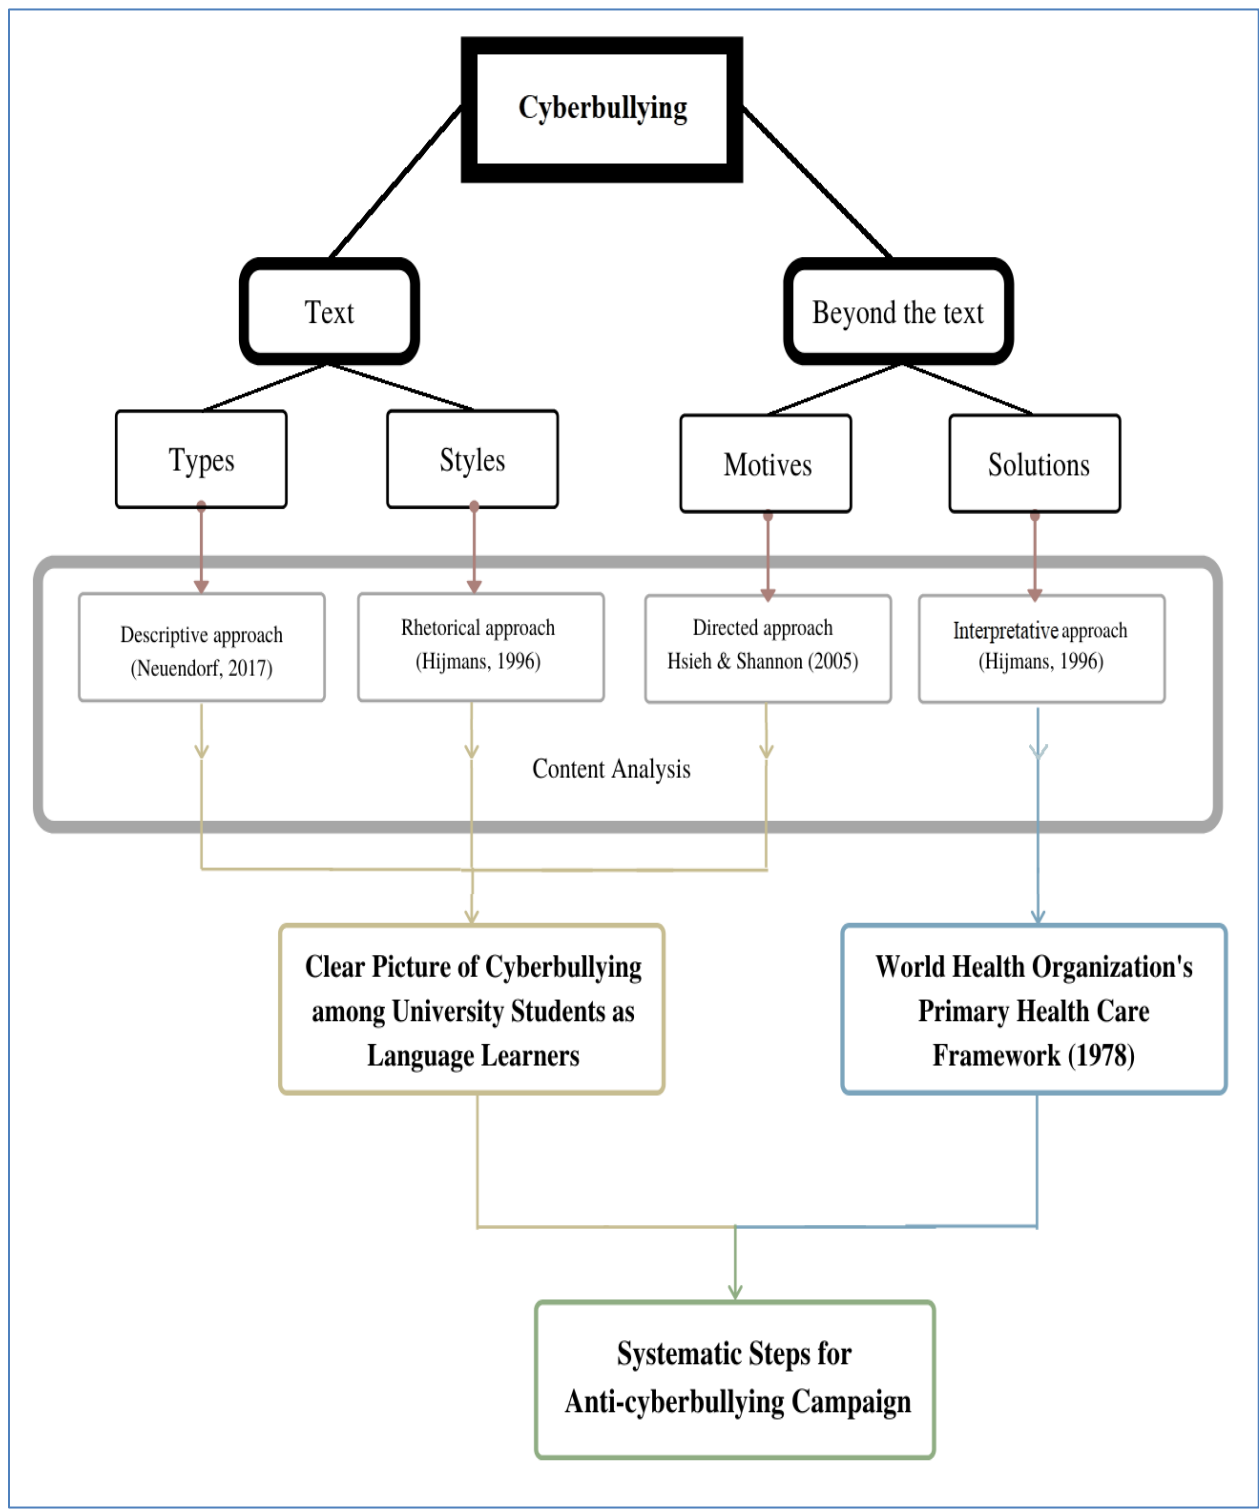 Cyberbullying
Text
Beyond the text
Types
Styles
Motives
Solutions
Descriptive approach
(Neuendorf, 2017)
Rhetorical approach
(Hijmans, 1996)
Directed approach
Hsieh & Shannon (2005)
Interpretative approach
(Hijmans, 1996)
Content Analysis
Clear Picture of Cyberbullying
among University Students as
Language Learners
World Health Organization's
Primary Health Care
Framework (1978)
Systematic Steps for
Anti-cyberbullying Campaign